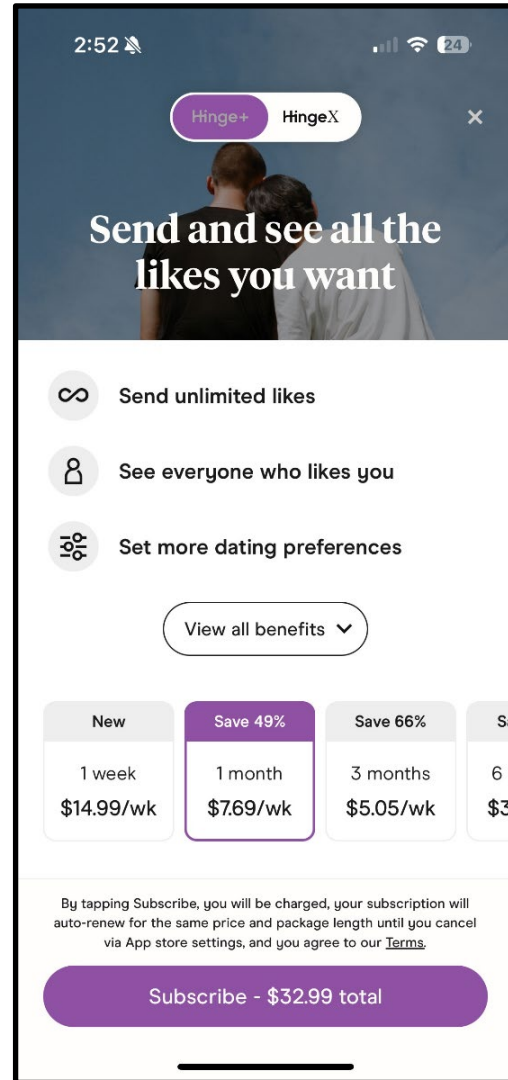 2:52
24
Hinge+ HingeX
Send and see all the
likes you want
Send unlimited likes
See everyone who likes you
Set more dating preferences
View all benefits
New Save 49% Save 66%
1 week 1 month 3 months 6
$14.99/wk $7.69/wk $5.05/wk $3
By tapping Subscribe, you will be charged, your subscription will
auto-renew for the same price and package length until you cancel
via App store settings, and you agree to our Terms.
Subscribe - $32.99 total